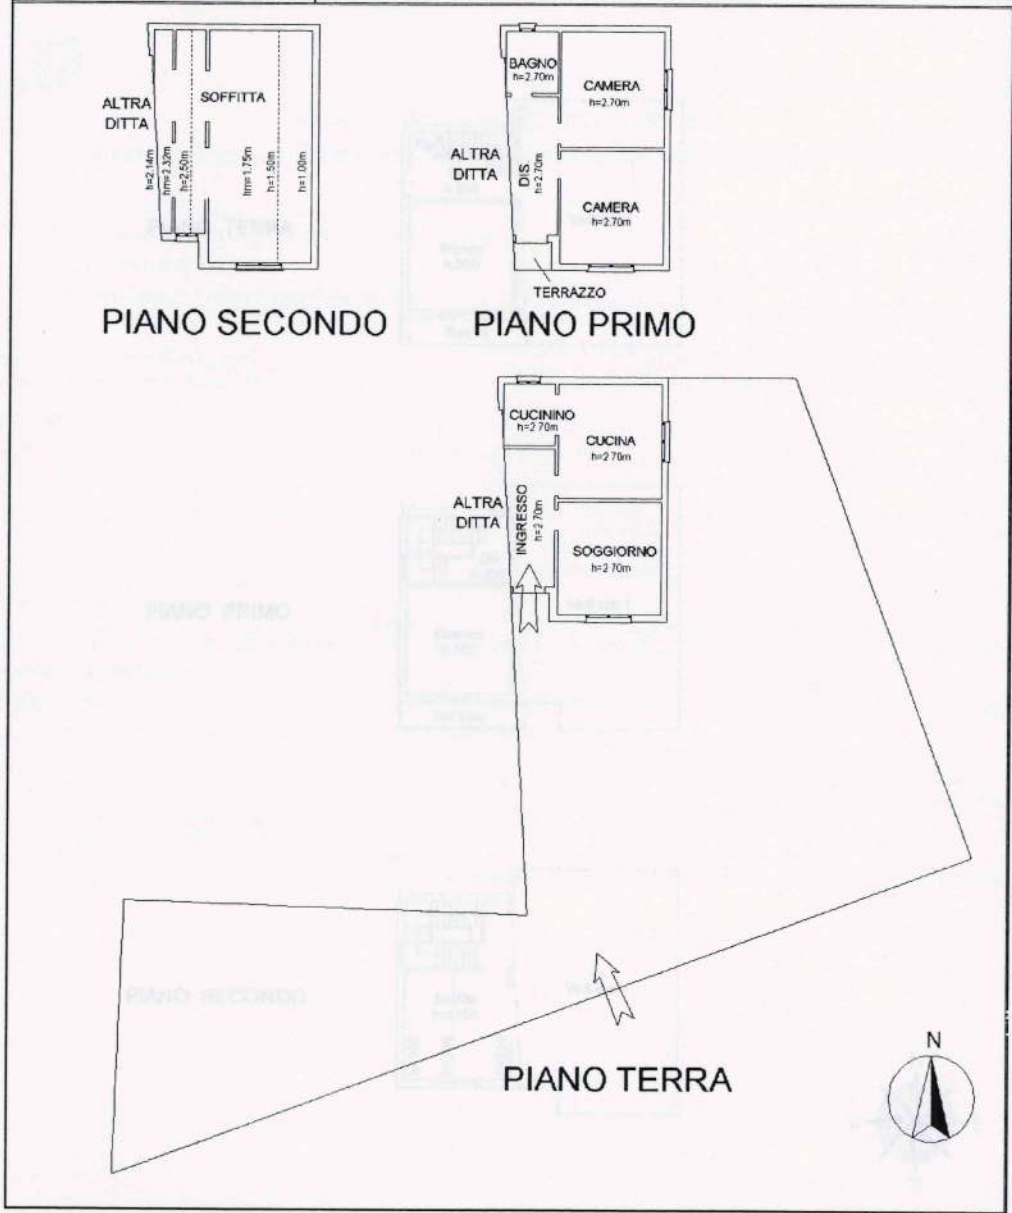 SOFFITTA
ALTRA
DITTA
h=2.14m
hm=2.32m
h=2.50m
hm=1.75m
h=1.50m
h=1.00m
PIANO SECONDO
BAGNO
h=2.70m
CAMERA
h=2.70m
ALTRA
DITTA
DIS.
h=2.70m
CAMERA
h=2.70m
TERRAZZO
PIANO PRIMO
CUCININO
h=2.70m
CUCINA
h=2.70m
ALTRA
DITTA
INGRESSO
h=2.70m
SOGGIORNO
h=2.70m
PIANO TERRA
N
PIANO TERRA
PIANO PRIMO
PIANO SECONDO